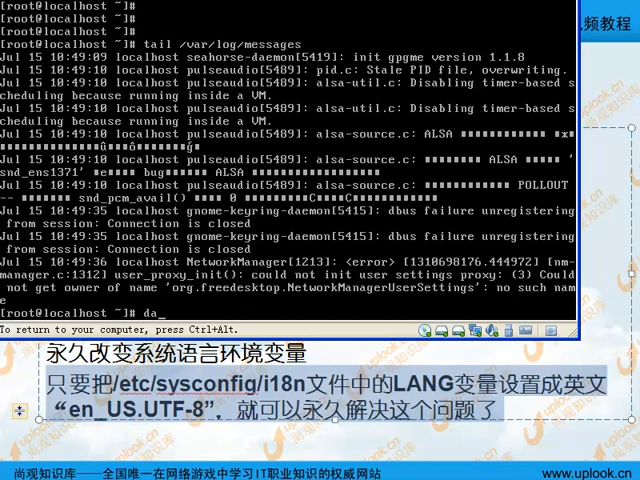 [root@localhost ~]#
[root@localhost ~]#
[root@localhost ~]#
频教程
[root@localhost ~]# tail /var/log/messages
Jul 15 10:49:09 localhost seahorse-daemon[5419]: init gpgme version 1.1.8
Jul 15 10:49:10 localhost pulseaudio[5489]: pid.c: Stale PID file, overwriting.
Jul 15 10:49:10 localhost pulseaudio[5489]: alsa-util.c: Disabling timer-based s
cheduling because running inside a VM.
Jul 15 10:49:10 localhost pulseaudio[5489]: alsa-util.c: Disabling timer-based s
cheduling because running inside a VM.
Jul 15 10:49:10 localhost pulseaudio[5489]: alsa-source.c: ALSA
Jul 15 10:49:10 localhost pulseaudio[5489]: alsa-source.c: ALSA '
snd_ens1371' bug ALSA
Jul 15 10:49:10 localhost pulseaudio[5489]: alsa-source.c: POLLOUT
-- snd_pcm_avail() 0
Jul 15 10:49:35 localhost gnome-keyring-daemon[5415]: dbus failure unregistering
from session: Connection is closed
Jul 15 10:49:35 localhost gnome-keyring-daemon[5415]: dbus failure unregistering
from session: Connection is closed
Jul 15 10:49:36 localhost NetworkManager[1213]: <error> [1310698176.444972] [nm-
manager.c:1312] user_proxy_init(): could not init user settings proxy: (3) Could
not get owner of name 'org.freedesktop.NetworkManagerUserSettings': no such nam
e
[root@localhost ~]# da_
To return to your computer, press Ctrl+Alt.
永久改变系统语言环境变量
只要把/etc/sysconfig/i18n文件中的LANG变量设置成英文
“en_US.UTF-8”，就可以永久解决这个问题了
尚观知识库——全国唯一在网络游戏中学习IT职业知识的权威网站
www.uplook.cn